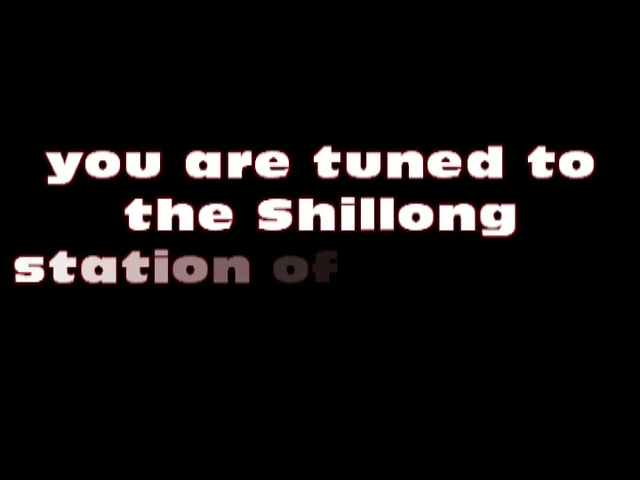 you are tuned to
the Shillong
station of